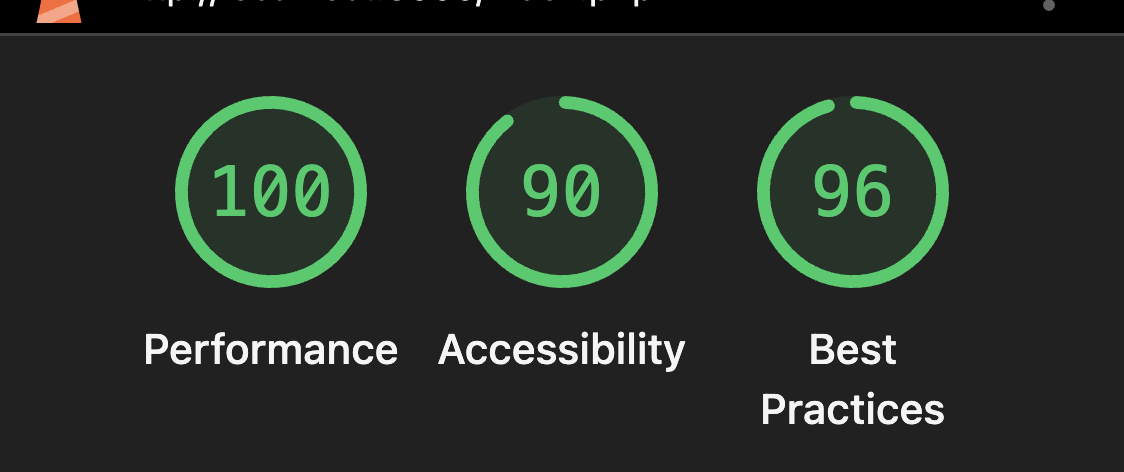 100
90
96
Performance
Accessibility
Best
Practices